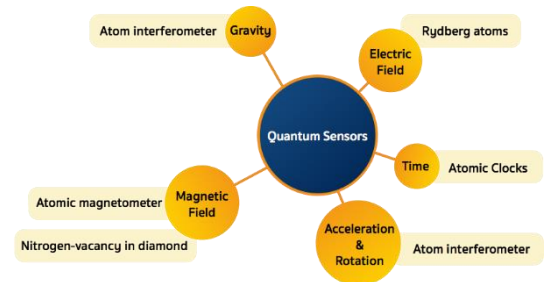 Atom interferometer
Gravity
Rydberg atoms
Electric
Field
Quantum Sensors
Time
Atomic Clocks
Atomic magnetometer
Nitrogen-vacancy in diamond
Magnetic
Field
Acceleration
&
Rotation
Atom interferometer